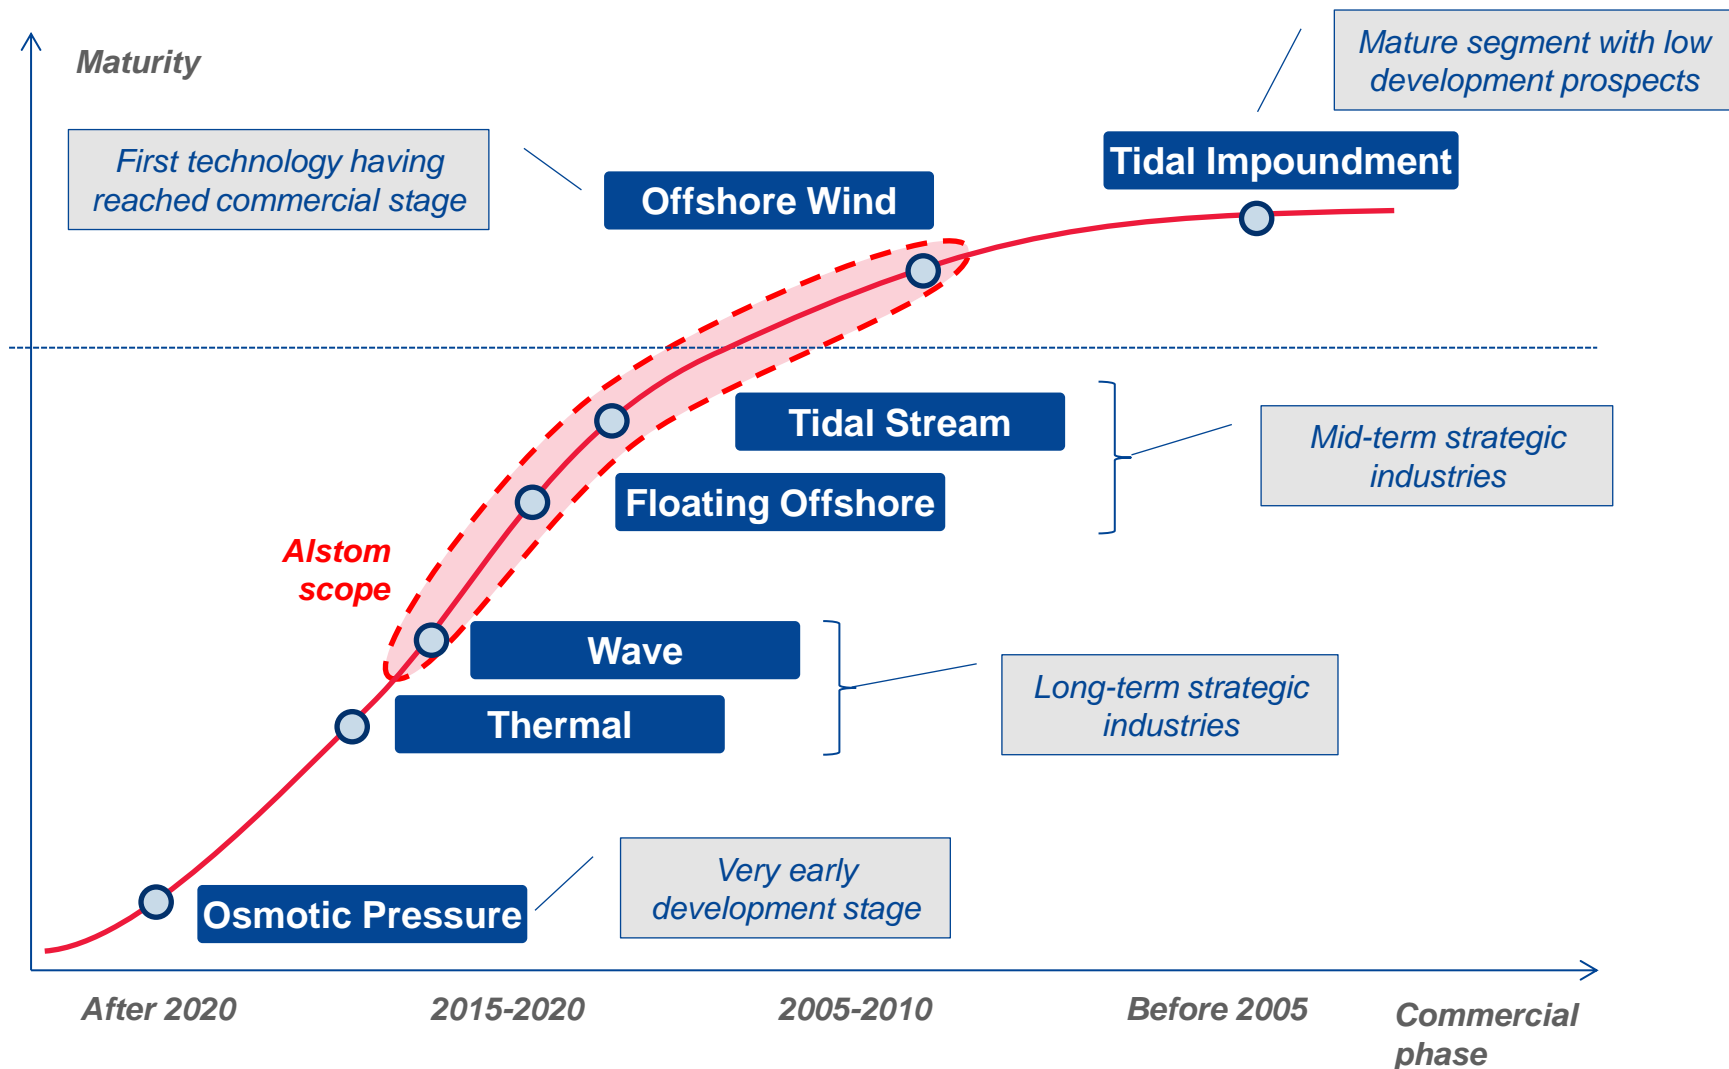 Maturity
Mature segment with low
development prospects
First technology having
reached commercial stage
Offshore Wind
Tidal Impoundment
Tidal Stream
Floating Offshore
Mid-term strategic
industries
Alstom
scope
Wave
Thermal
Long-term strategic
industries
Osmotic Pressure
Very early
development stage
After 2020
2015-2020
2005-2010
Before 2005
Commercial
phase